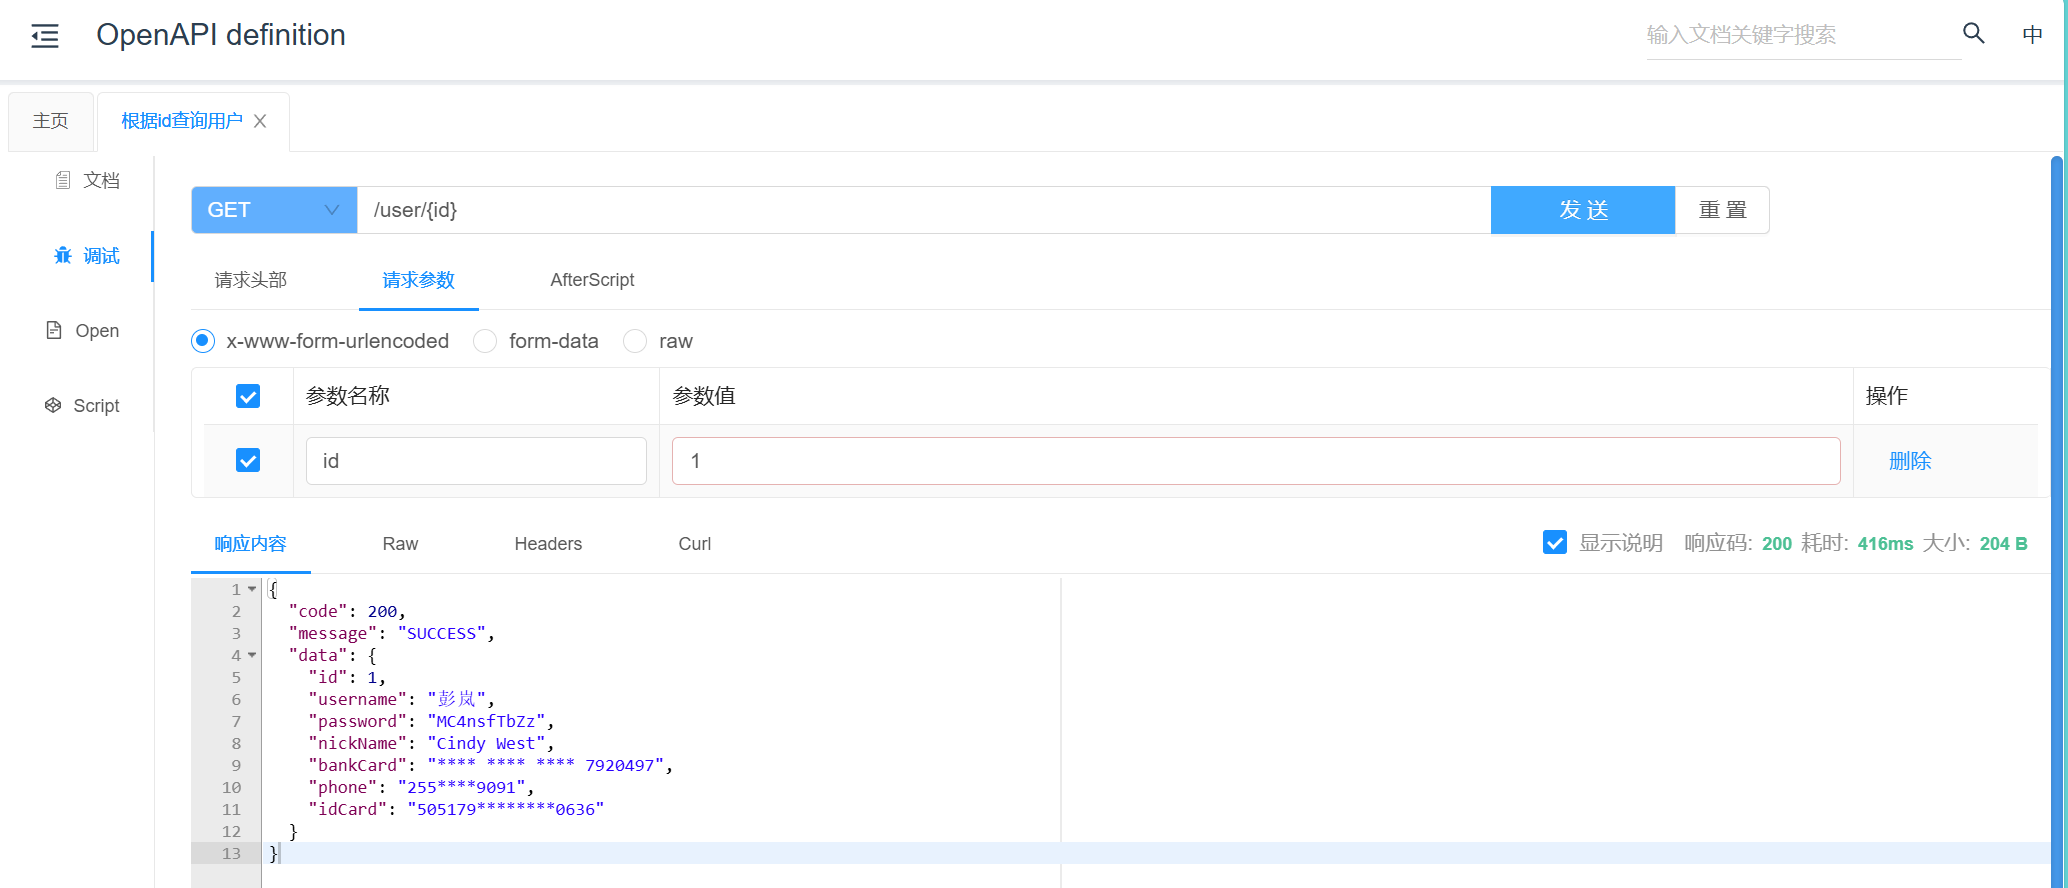 OpenAPI definition
输入文档关键字搜索
中
主页
根据id查询用户
文档
调试
Open
Script
GET
/user/{id}
发 送
重 置
请求头部
请求参数
AfterScript
x-www-form-urlencoded
form-data
raw
参数名称
参数值
操作
id
1
删除
响应内容
Raw
Headers
Curl
显示说明
响应码: 200 耗时: 416ms 大小: 204 B
1 {
2 "code": 200,
3 "message": "SUCCESS",
4 "data": {
5 "id": 1,
6 "username": "彭岚",
7 "password": "MC4nsfTbZz",
8 "nickName": "Cindy West",
9 "bankCard": "**** **** **** 7920497",
10 "phone": "255****9091",
11 "idCard": "505179********0636"
12 }
13 }